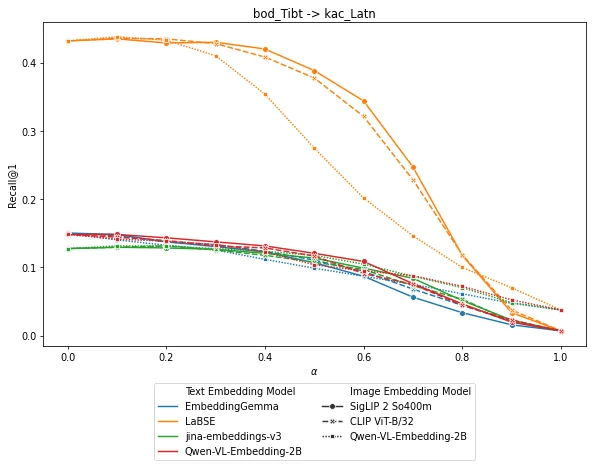 bod_Tibt -> kac_Latn
Recall@1
0.4
0.3
0.2
0.1
0.0
0.0 0.2 0.4 0.6 0.8 1.0
α
Text Embedding Model
EmbeddingGemma
LaBSE
jina-embeddings-v3
Qwen-VL-Embedding-2B
Image Embedding Model
SigLIP 2 So400m
CLIP ViT-B/32
Qwen-VL-Embedding-2B